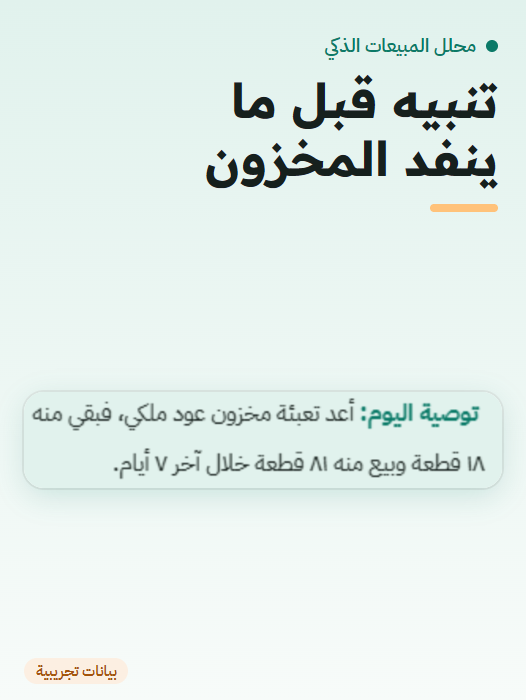 محلل المبيعات الذكي
تنبيه قبل ما
ينفد المخزون
توصية اليوم: أعد تعبئة مخزون عود ملكي، فبقي منه
١٨ قطعة وبيع منه ٨١ قطعة خلال آخر ٧ أيام.
بيانات تجريبية